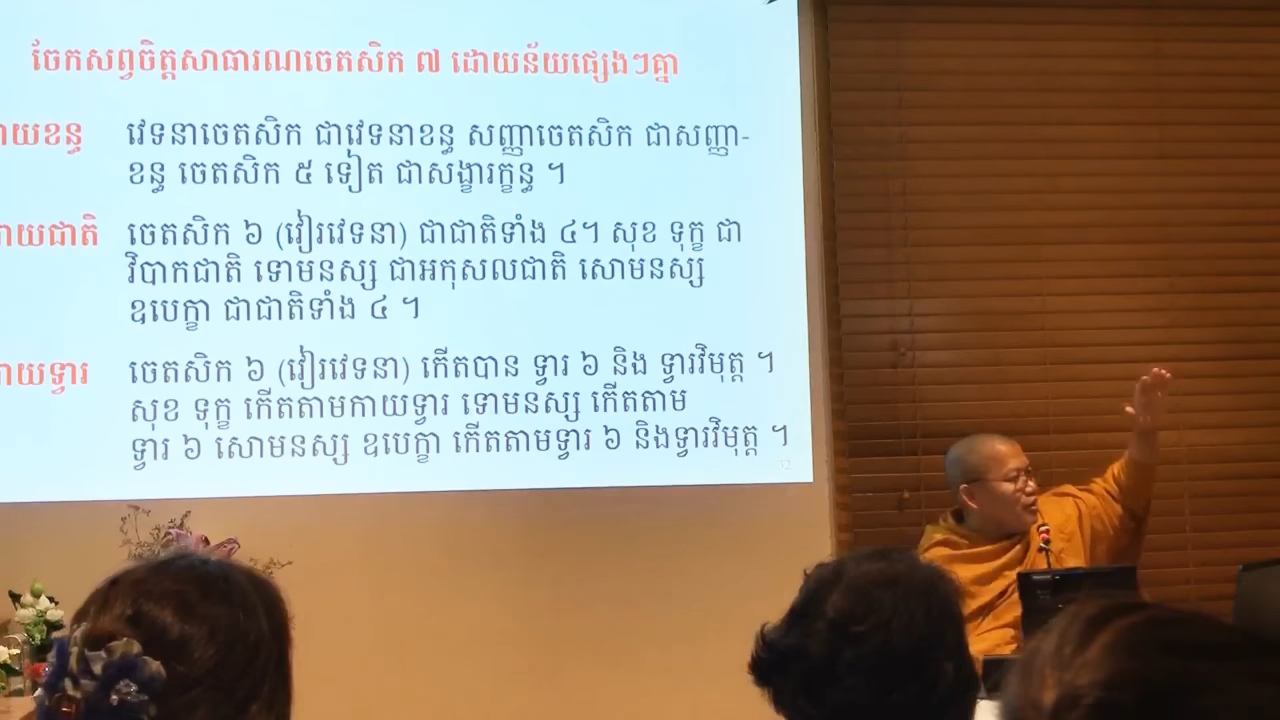 ចែកសព្វចិត្តសាធារណចេតសិក ៧ ដោយន័យផ្សេងៗគ្នា
ាយខន្ធ វេទនាចេតសិក ជាវេទនាខន្ធ សញ្ញាចេតសិក ជាសញ្ញា-
ខន្ធ ចេតសិក ៥ ទៀត ជាសង្ខារក្ខន្ធ ។
ាយជាតិ ចេតសិក ៦ (វៀរវេទនា) ជាជាតិទាំង ៤។ សុខ ទុក្ខ ជា
វិបាកជាតិ ទោមនស្ស ជាអកុសលជាតិ សោមនស្ស
ឧបេក្ខា ជាជាតិទាំង ៤ ។
ាយទ្វារ ចេតសិក ៦ (វៀរវេទនា) កើតបាន ទ្វារ ៦ និង ទ្វារវិមុត្ត ។
សុខ ទុក្ខ កើតតាមកាយទ្វារ ទោមនស្ស កើតតាម
ទ្វារ ៦ សោមនស្ស ឧបេក្ខា កើតតាមទ្វារ ៦ និងទ្វារវិមុត្ត ។